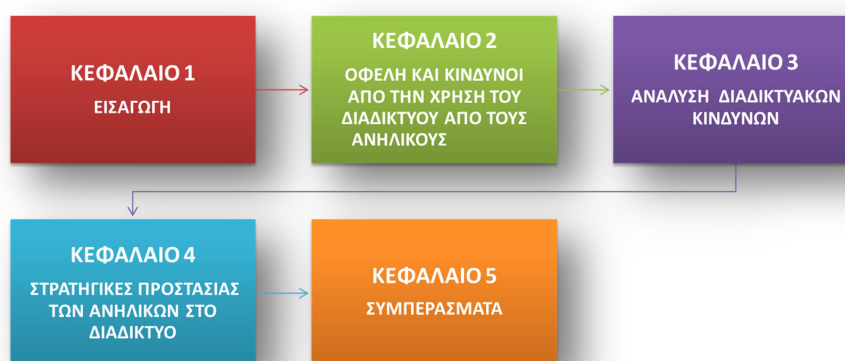 ΚΕΦΑΛΑΙΟ 1
ΕΙΣΑΓΩΓΗ
ΚΕΦΑΛΑΙΟ 2
ΟΦΕΛΗ ΚΑΙ ΚΙΝΔΥΝΟΙ
ΑΠΟ ΤΗΝ ΧΡΗΣΗ ΤΟΥ
ΔΙΑΔΙΚΤΥΟΥ ΑΠΟ ΤΟΥΣ
ΑΝΗΛΙΚΟΥΣ
ΚΕΦΑΛΑΙΟ 3
ΑΝΑΛΥΣΗ ΔΙΑΔΙΚΤΥΑΚΩΝ
ΚΙΝΔΥΝΩΝ
ΚΕΦΑΛΑΙΟ 4
ΣΤΡΑΤΗΓΙΚΕΣ ΠΡΟΣΤΑΣΙΑΣ
ΤΩΝ ΑΝΗΛΙΚΩΝ ΣΤΟ
ΔΙΑΔΙΚΤΥΟ
ΚΕΦΑΛΑΙΟ 5
ΣΥΜΠΕΡΑΣΜΑΤΑ